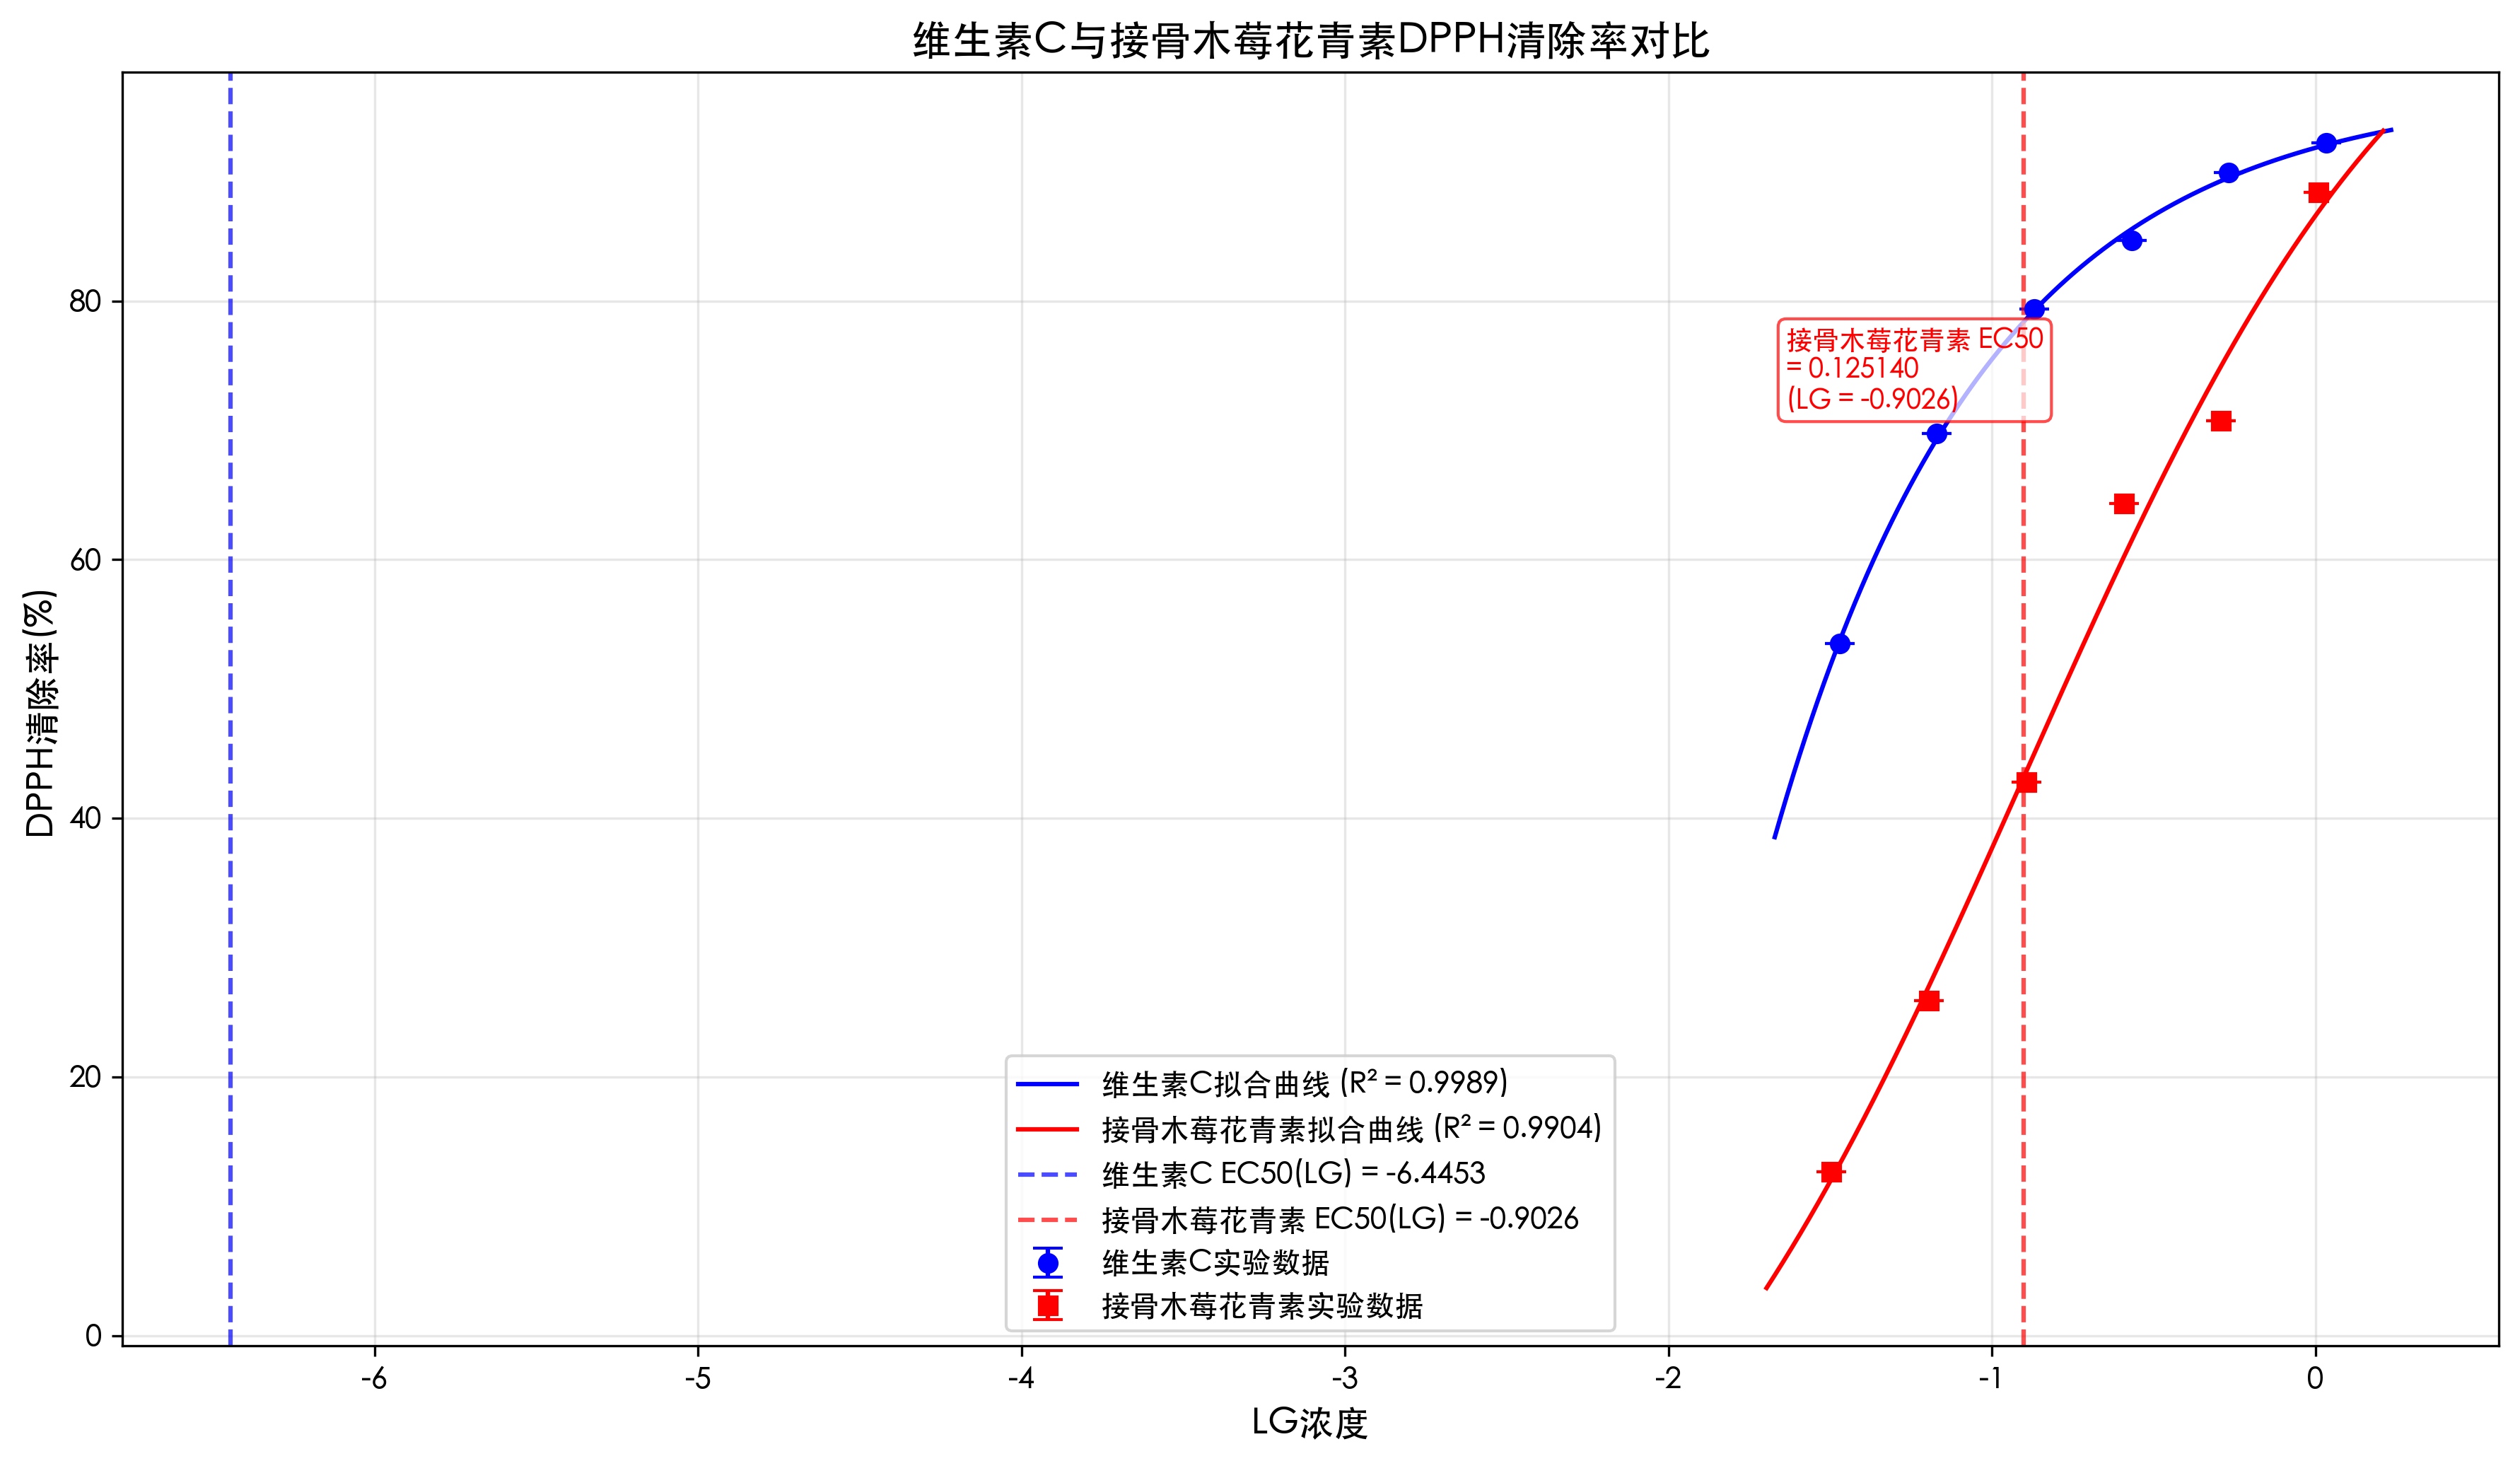 维生素C与接骨木莓花青素DPPH清除率对比
DPPH清除率(%)
80
60
40
20
0
接骨木莓花青素 EC50
= 0.125140
(LG = -0.9026)
维生素C拟合曲线 (R² = 0.9989)
接骨木莓花青素拟合曲线 (R² = 0.9904)
维生素C EC50(LG) = -6.4453
接骨木莓花青素 EC50(LG) = -0.9026
维生素C实验数据
接骨木莓花青素实验数据
-6
-5
-4
-3
-2
-1
0
LG浓度